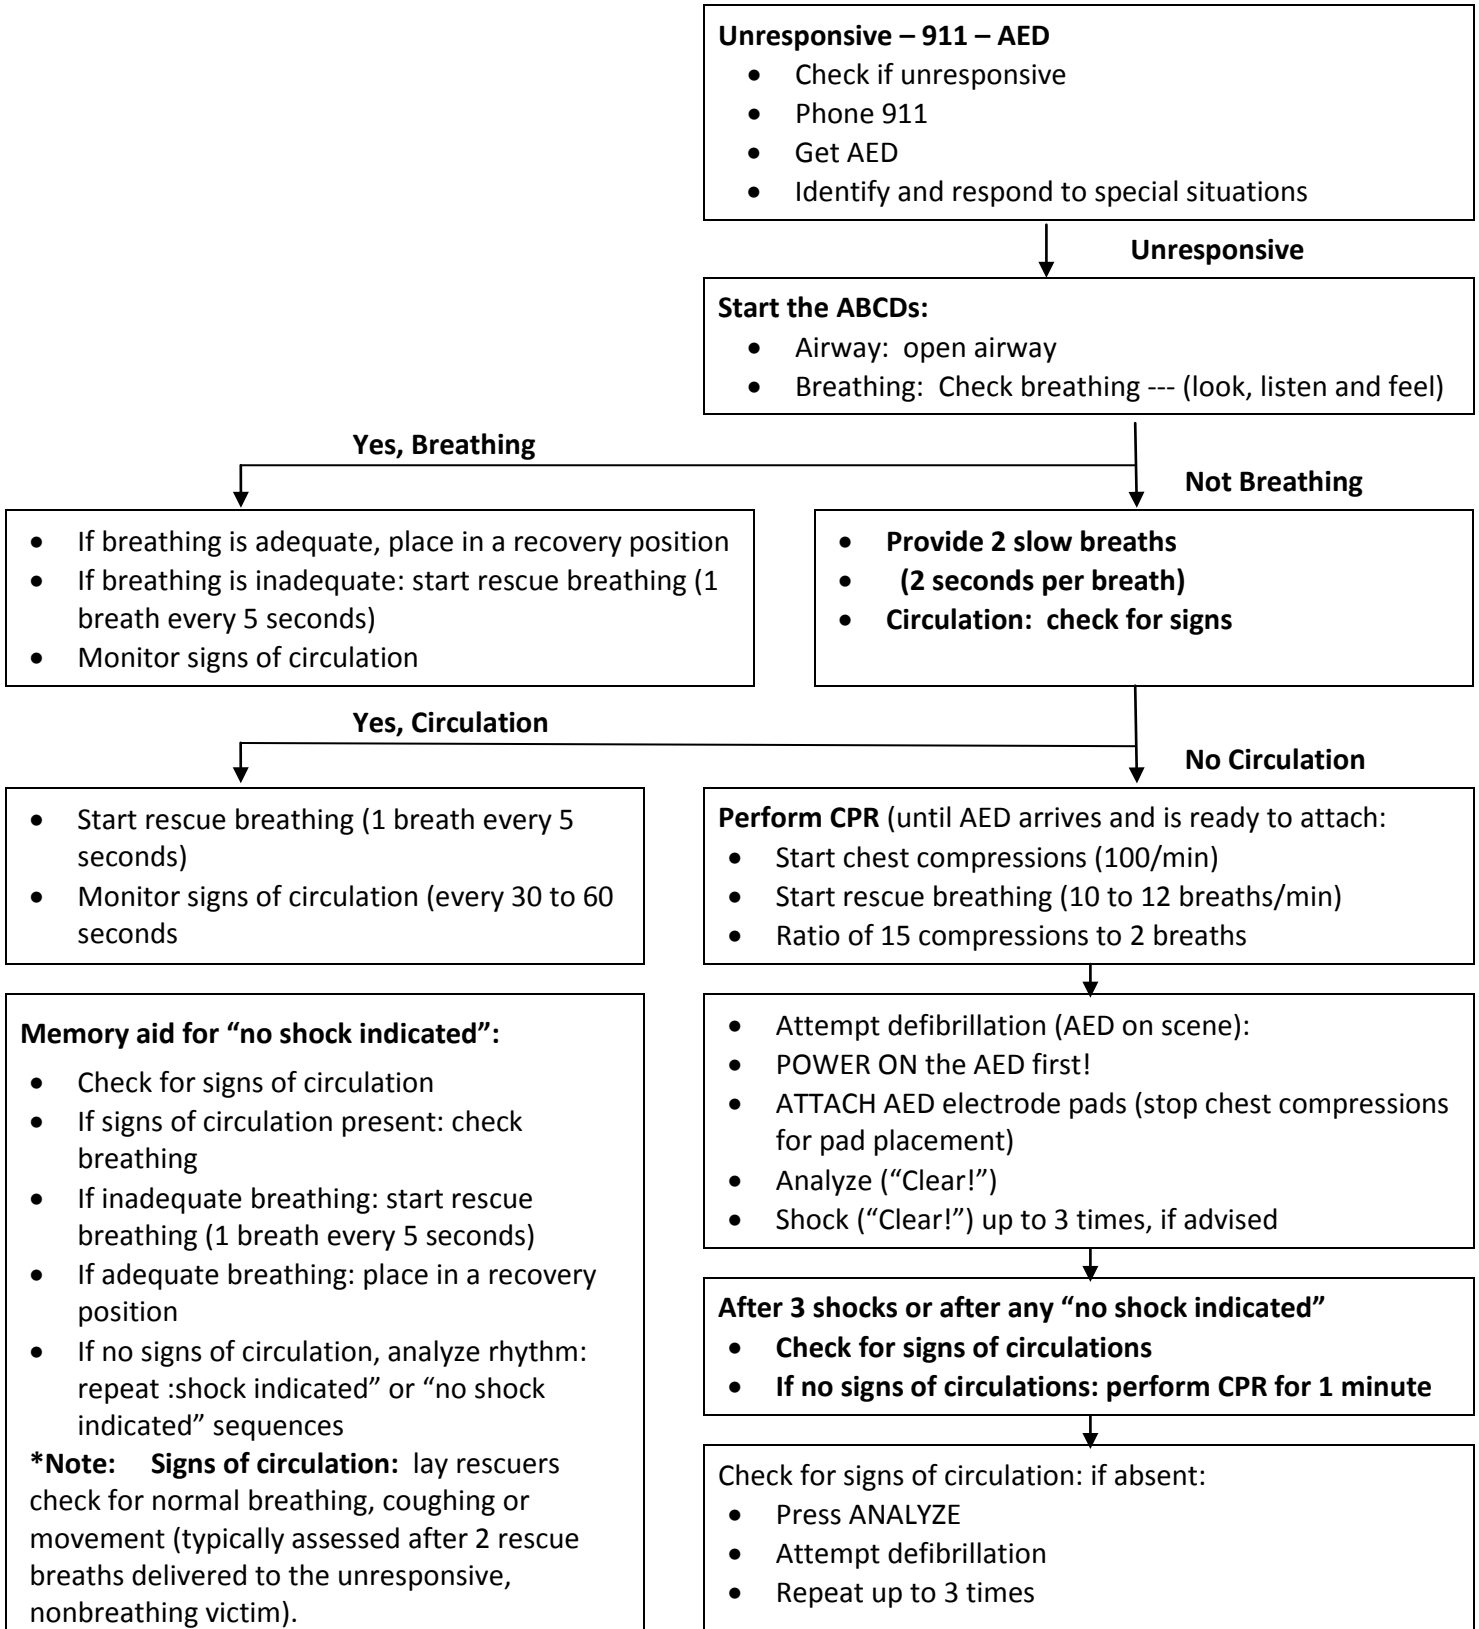 Unresponsive – 911 – AED
• Check if unresponsive
• Phone 911
• Get AED
• Identify and respond to special situations
Unresponsive
Start the ABCDs:
• Airway:  open airway
• Breathing:  Check breathing --- (look, listen and feel)
Yes, Breathing
Not Breathing
• If breathing is adequate, place in a recovery position
• If breathing is inadequate: start rescue breathing (1
breath every 5 seconds)
• Monitor signs of circulation
• Provide 2 slow breaths
• (2 seconds per breath)
• Circulation:  check for signs
Yes, Circulation
No Circulation
• Start rescue breathing (1 breath every 5
seconds)
• Monitor signs of circulation (every 30 to 60
seconds
Perform CPR (until AED arrives and is ready to attach:
• Start chest compressions (100/min)
• Start rescue breathing (10 to 12 breaths/min)
• Ratio of 15 compressions to 2 breaths
Memory aid for “no shock indicated”:
• Check for signs of circulation
• If signs of circulation present: check
breathing
• If inadequate breathing: start rescue
breathing (1 breath every 5 seconds)
• If adequate breathing: place in a recovery
position
• If no signs of circulation, analyze rhythm:
repeat :shock indicated” or “no shock
indicated” sequences
*Note:    Signs of circulation:  lay rescuers
check for normal breathing, coughing or
movement (typically assessed after 2 rescue
breaths delivered to the unresponsive,
nonbreathing victim).
• Attempt defibrillation (AED on scene):
• POWER ON the AED first!
• ATTACH AED electrode pads (stop chest compressions
for pad placement)
• Analyze (“Clear!”)
• Shock (“Clear!”) up to 3 times, if advised
After 3 shocks or after any “no shock indicated”
• Check for signs of circulations
• If no signs of circulations: perform CPR for 1 minute
Check for signs of circulation: if absent:
• Press ANALYZE
• Attempt defibrillation
• Repeat up to 3 times